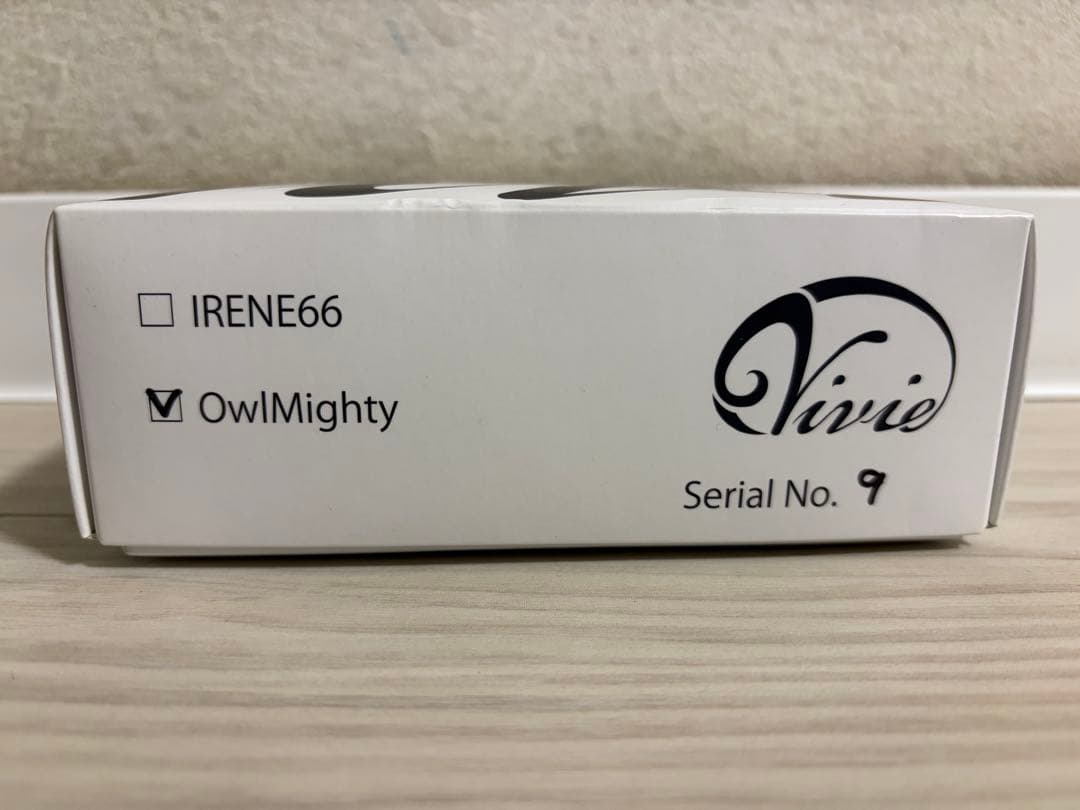 IRENE66
OwlMighty
Vivie
Serial No. 9